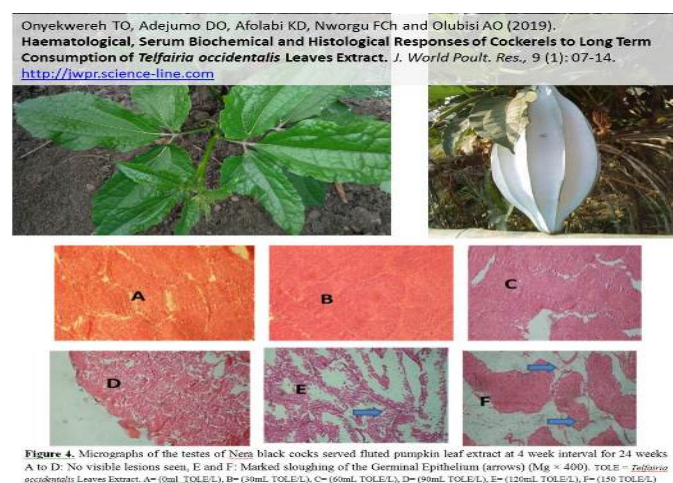 Onyekwereh TO, Adejumo DO, Afolabi KD, Nworgu FCh and Olubisi AO (2019).
Haematological, Serum Biochemical and Histological Responses of Cockerels to Long Term
Consumption of Telfairia occidentalis Leaves Extract. J. World Poult. Res., 9 (1): 07-14.
http://jwpr.science-line.com
A
B
C
D
E
F
Figure 4. Micrographs of the testes of Nera black cocks served fluted pumpkin leaf extract at 4 week interval for 24 weeks
A to D: No visible lesions seen, E and F: Marked sloughing of the Germinal Epithelium (arrows) (Mg × 400). TOLE = Telfairia
occidentalis Leaves Extract. A= (0ml TOLE/L), B= (30mL TOLE/L), C= (60mL TOLE/L), D= (90mL TOLE/L), E= (120mL TOLE/L), F= (150 TOLE/L)